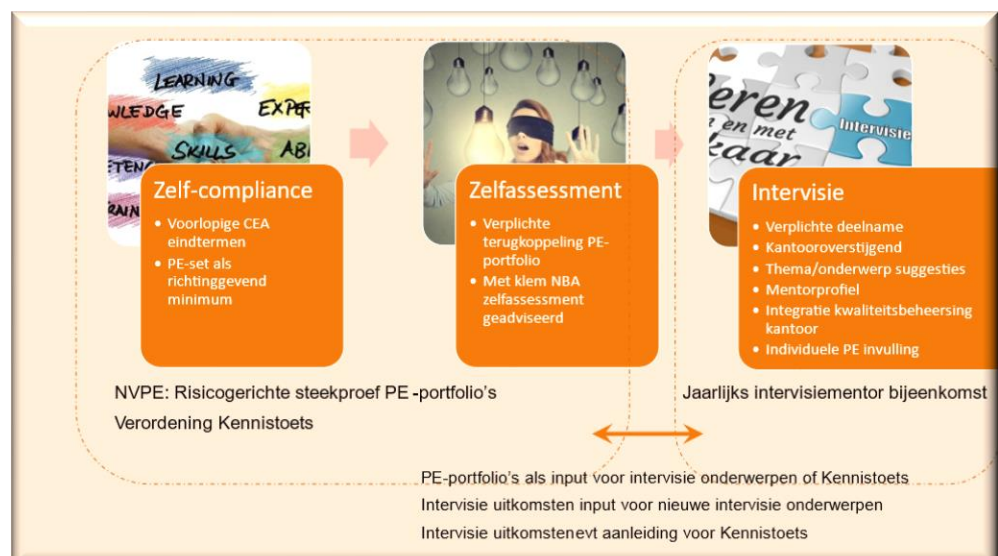 LEARNING
SKILLS
Intervisie
en met
Zelf-compliance
• Voorlopige CEA
eindtermen
• PE-set als
richtinggevend
minimum
Zelfassessment
• Verplichte
terugkoppeling PE-
portfolio
• Met klem NBA
zelfassessment
geadviseerd
Intervisie
• Verplichte deelname
• Kantooroverstijgend
• Thema/onderwerp suggesties
• Mentorprofiel
• Integratie kwaliteitsbeheersing
kantoor
• Individuele PE invulling
NVPE: Risicogerichte steekproef PE-portfolio's
Verordening Kennistoets
Jaarlijks intervisiementor bijeenkomst
PE-portfolio's als input voor intervisie onderwerpen of Kennistoets
Intervisie uitkomsten input voor nieuwe intervisie onderwerpen
Intervisie uitkomstenevt aanleiding voor Kennistoets